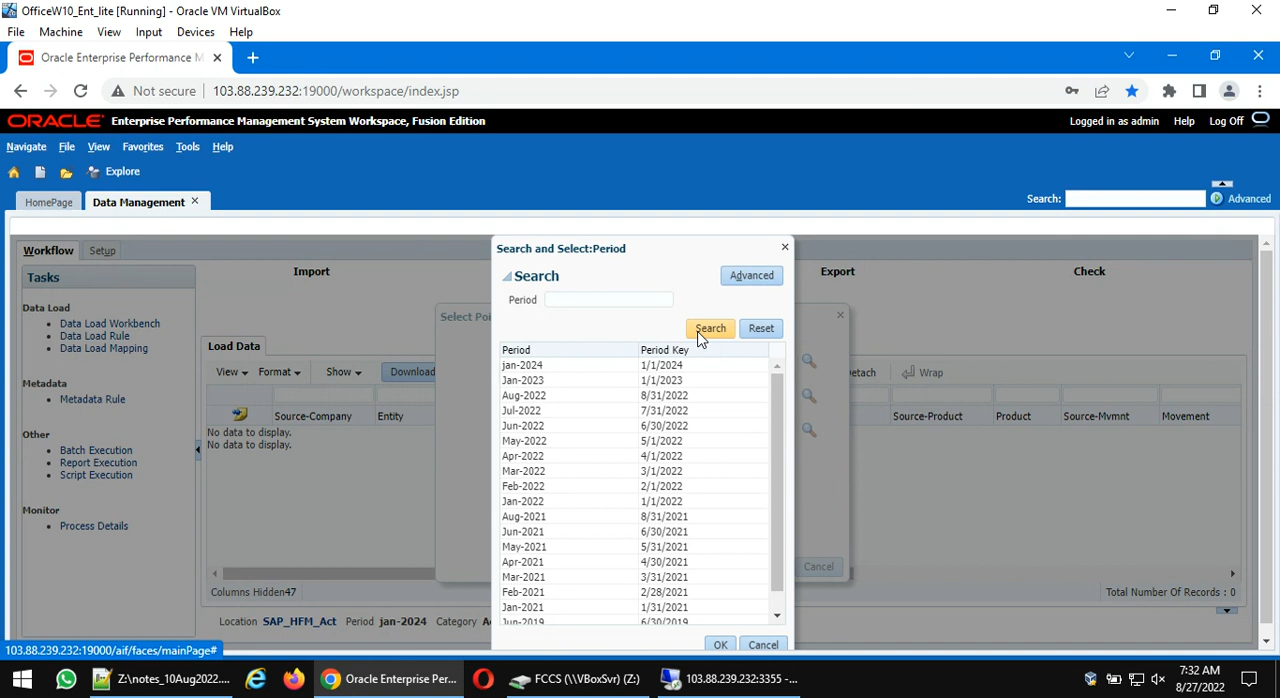 OfficeW10_Ent_lite [Running] - Oracle VM VirtualBox
File Machine View Input Devices Help
Oracle Enterprise Performance M
Not secure 103.88.239.232:19000/workspace/index.jsp
ORACLE Enterprise Performance Management System Workspace, Fusion Edition
Logged in as admin Help Log Off
Navigate File View Favorites Tools Help
Explore
HomePage Data Management
Search: Advanced
Workflow Setup
Tasks
Data Load
Data Load Workbench
Data Load Rule
Data Load Mapping
Metadata
Metadata Rule
Other
Batch Execution
Report Execution
Script Execution
Monitor
Process Details
Import Export Check
Load Data
View Format Show Download
etach Wrap
Source-Company Entity
Source-Product Product Source-Mvmnt Movement
No data to display.
No data to display.
Select Poi
Cancel
Columns Hidden47
Total Number Of Records : 0
Location SAP_HFM_Act Period jan-2024 Category A
Search and Select:Period
Search Advanced
Period
Search Reset
Period Period Key
jan-2024 1/1/2024
Jan-2023 1/1/2023
Aug-2022 8/31/2022
Jul-2022 7/31/2022
Jun-2022 6/30/2022
May-2022 5/1/2022
Apr-2022 4/1/2022
Mar-2022 3/1/2022
Feb-2022 2/1/2022
Jan-2022 1/1/2022
Aug-2021 8/31/2021
Jun-2021 6/30/2021
May-2021 5/31/2021
Apr-2021 4/30/2021
Mar-2021 3/31/2021
Feb-2021 2/28/2021
Jan-2021 1/31/2021
Jun-2019 6/30/2019
OK Cancel
103.88.239.232:19000/aif/faces/mainPage#
Z:\notes_10Aug2022....
Oracle Enterprise Per...
FCCS (\\VBoxSvr) (Z:)
103.88.239.232:3355 -...
7:32 AM
8/27/2022